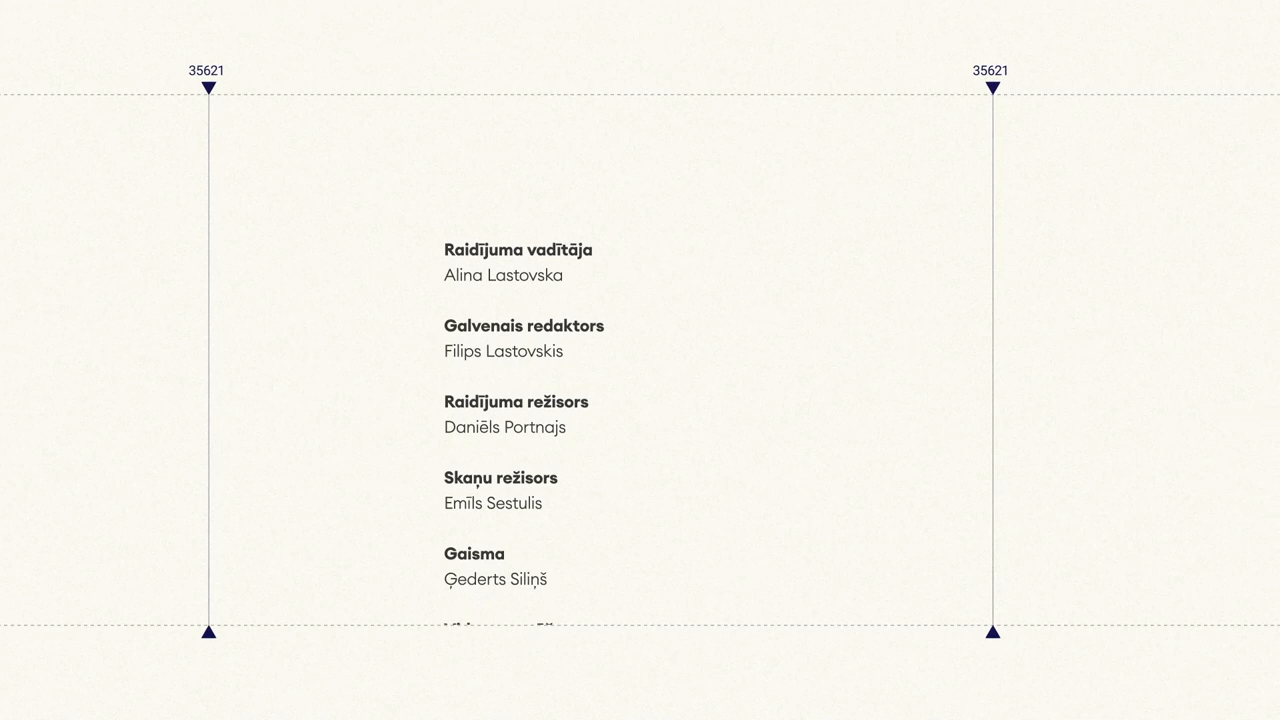 35621
35621
Raidījuma vadītāja
Alina Lastovska
Galvenais redaktors
Filips Lastovskis
Raidījuma režisors
Daniēls Portnajs
Skaņu režisors
Emīls Sestulis
Gaisma
Ģederts Siliņš